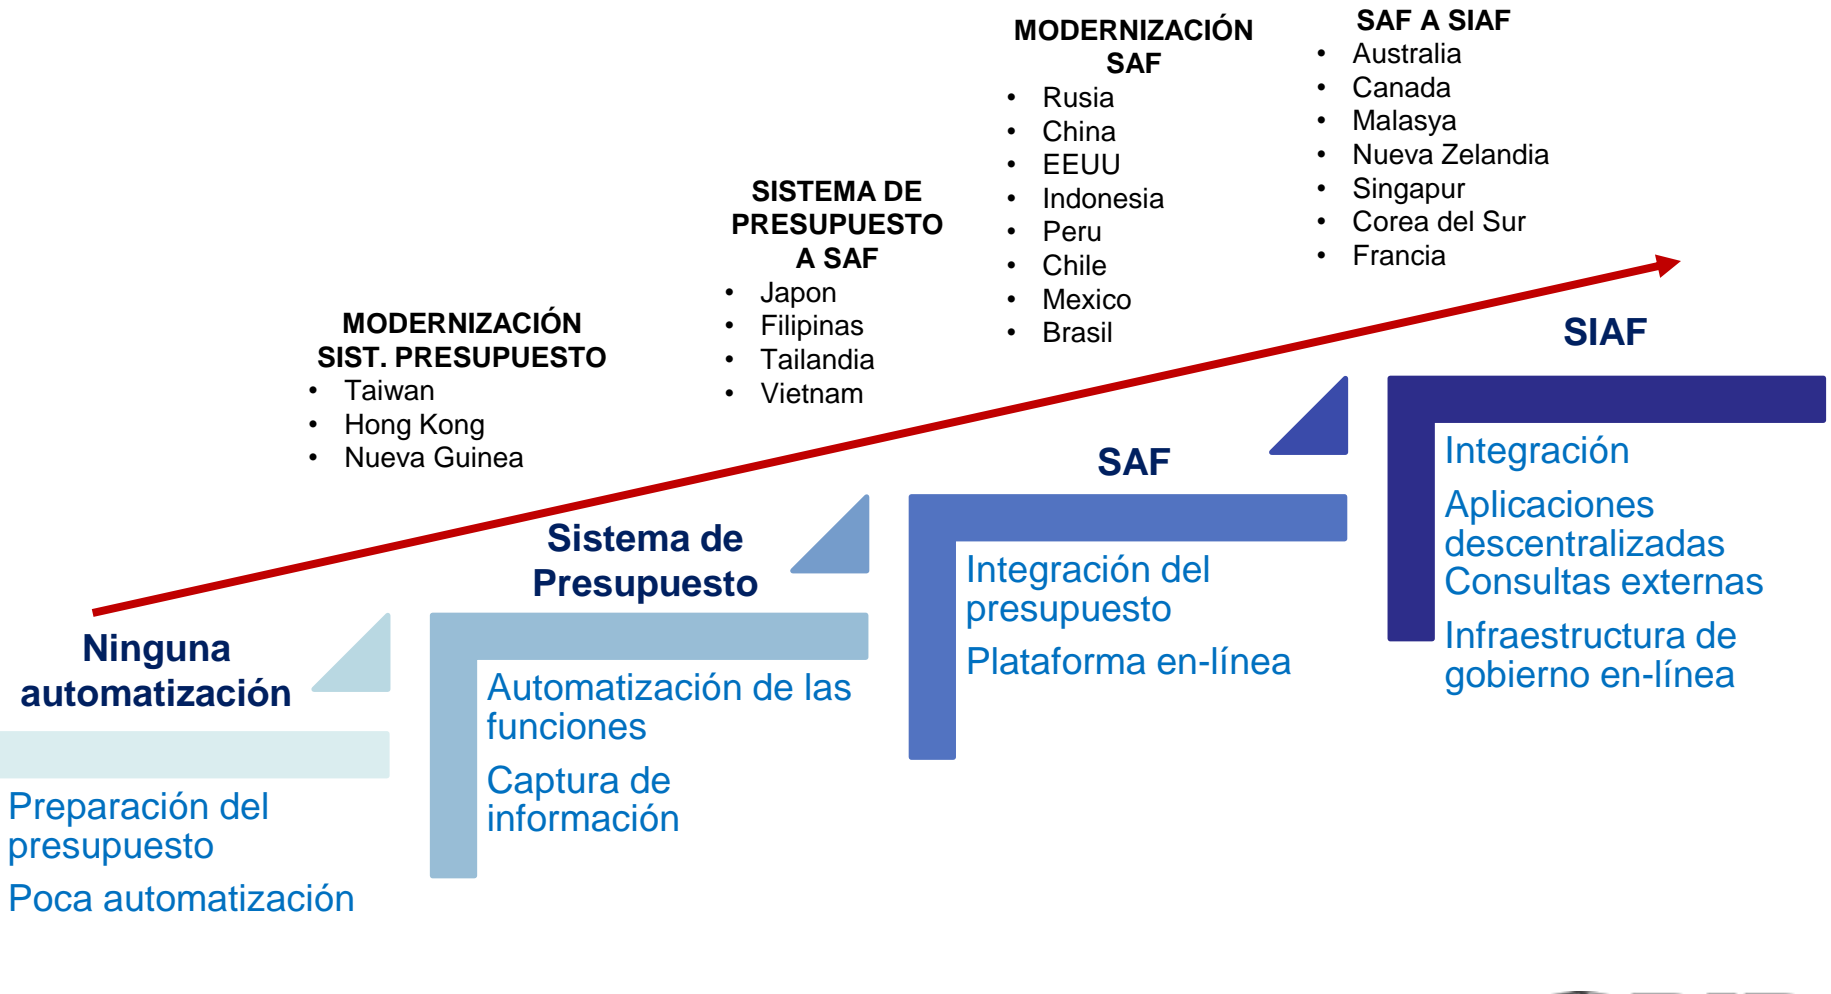 MODERNIZACIÓN
SIST. PRESUPUESTO
• Taiwan
• Hong Kong
• Nueva Guinea
SISTEMA DE
PRESUPUESTO
A SAF
• Japon
• Filipinas
• Tailandia
• Vietnam
MODERNIZACIÓN
SAF
• Rusia
• China
• EEUU
• Indonesia
• Peru
• Chile
• Mexico
• Brasil
SAF A SIAF
• Australia
• Canada
• Malasya
• Nueva Zelandia
• Singapur
• Corea del Sur
• Francia
Ninguna
automatización
Preparación del
presupuesto
Poca automatización
Sistema de
Presupuesto
Automatización de las
funciones
Captura de
información
SAF
Integración del
presupuesto
Plataforma en-línea
SIAF
Integración
Aplicaciones
descentralizadas
Consultas externas
Infraestructura de
gobierno en-línea